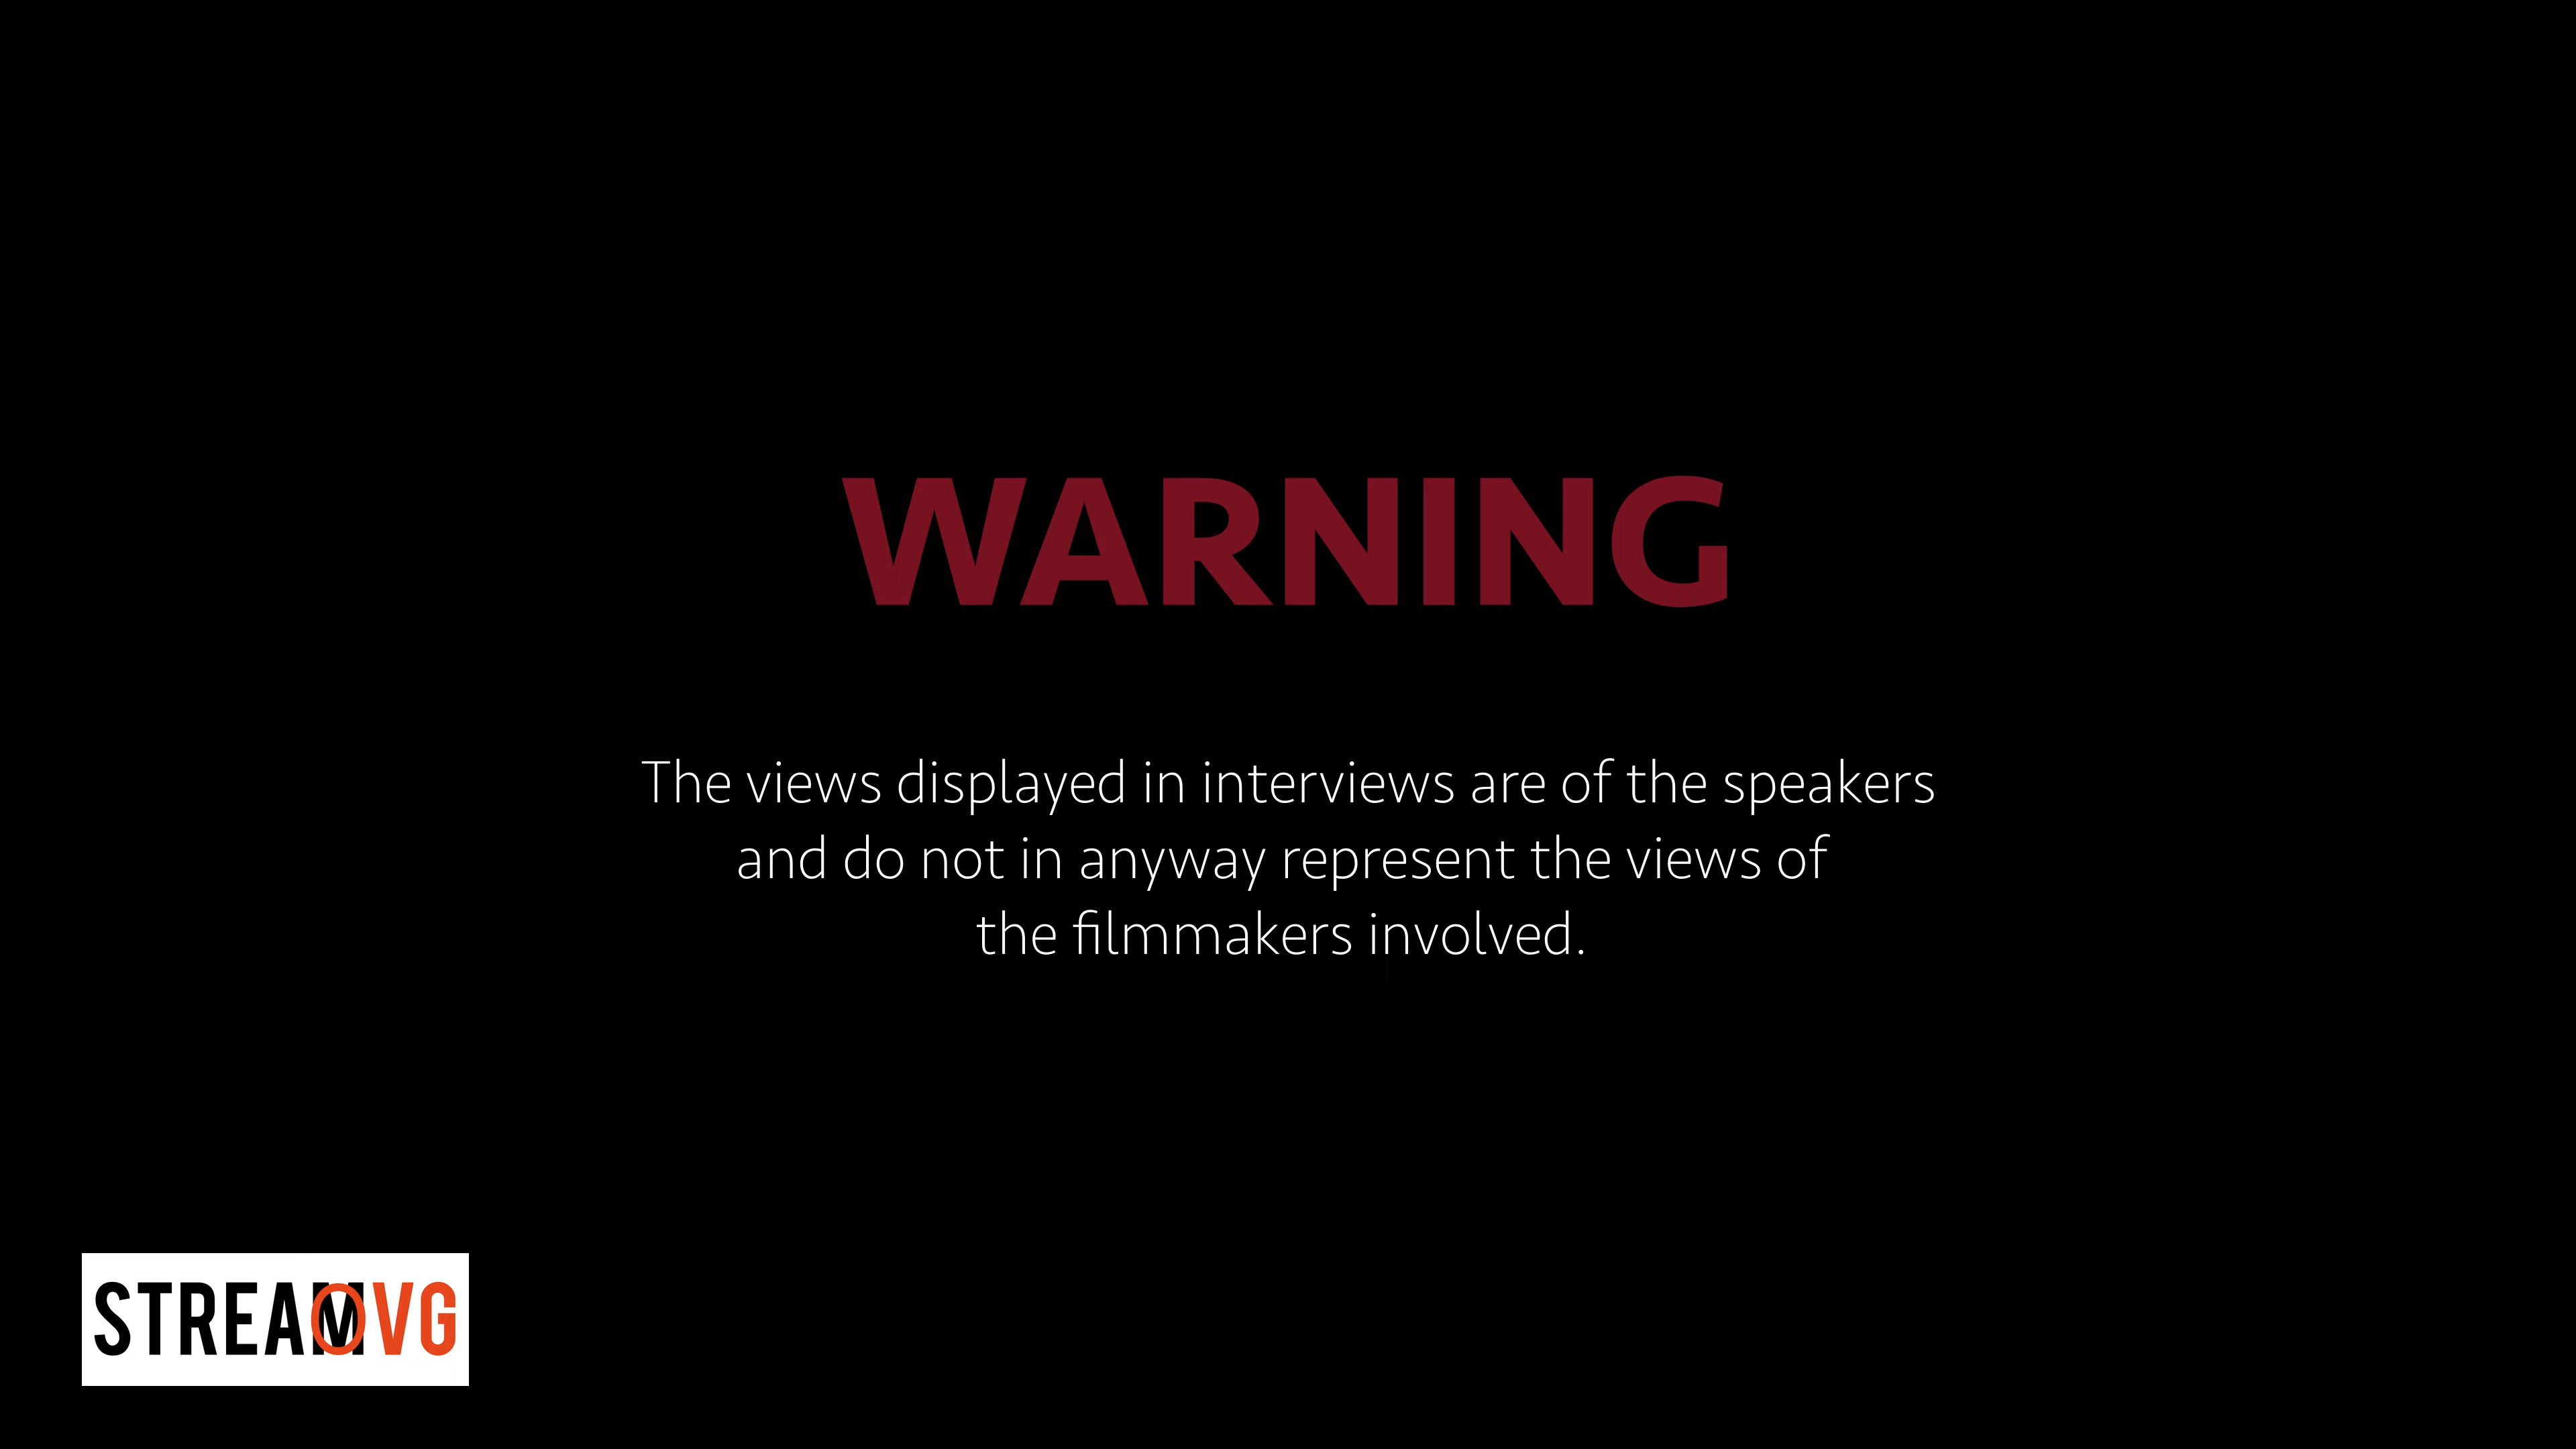 WARNING
The views displayed in interviews are of the speakers
and do not in anyway represent the views of
the filmmakers involved.
STREAMOVG